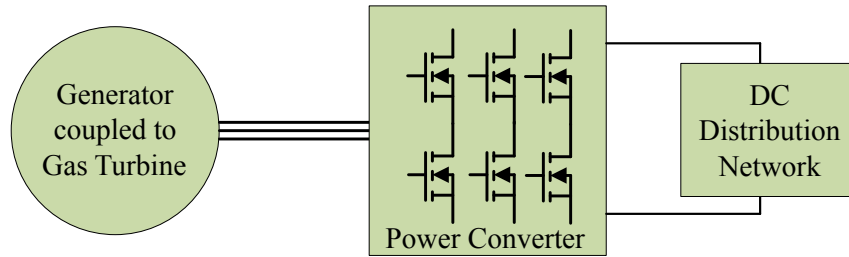 Generator
coupled to
Gas Turbine
Power Converter
DC
Distribution
Network